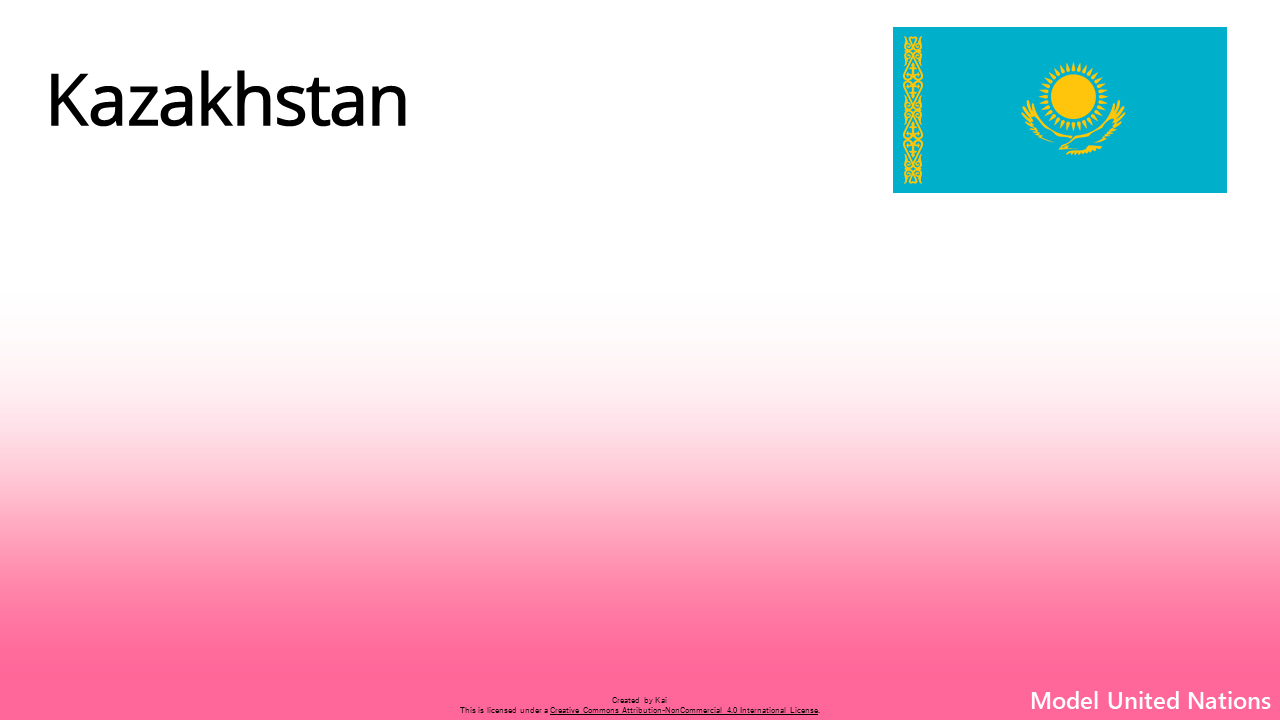 Kazakhstan
Created by Kai
This is licensed under a Creative Commons Attribution-NonCommercial 4.0 International License.
Model United Nations